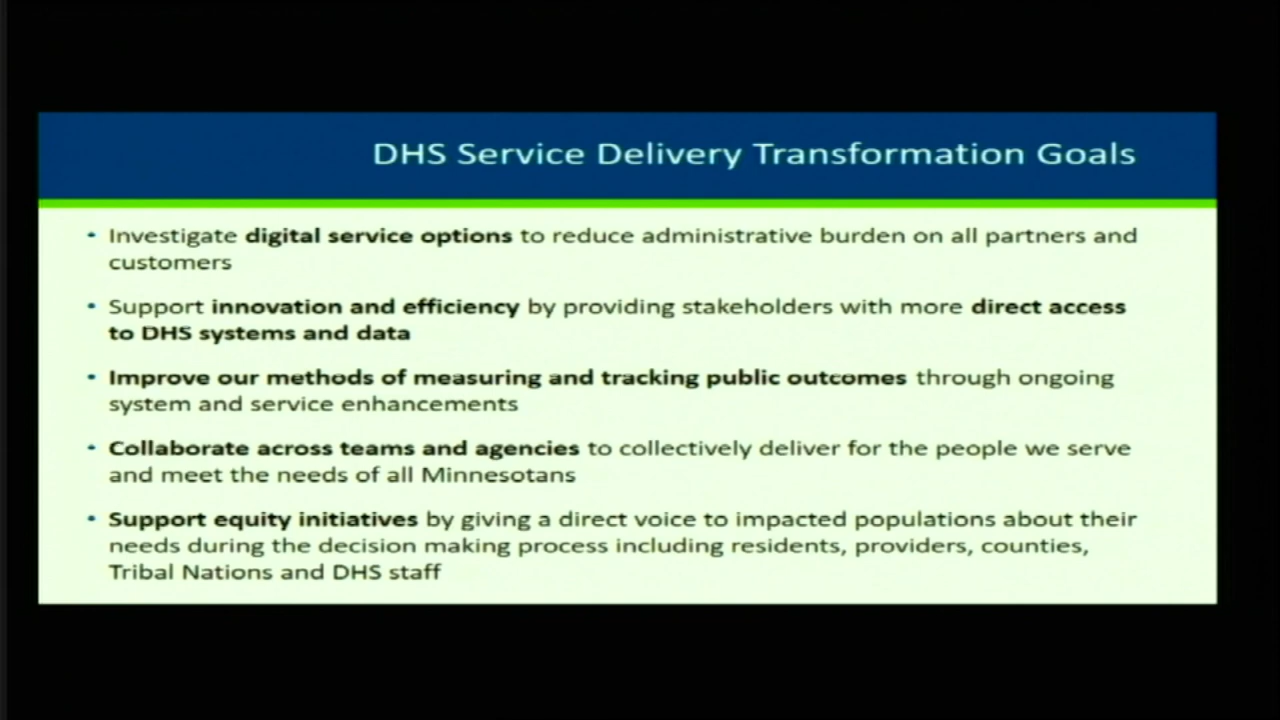 DHS Service Delivery Transformation Goals
• Investigate digital service options to reduce administrative burden on all partners and
customers
• Support innovation and efficiency by providing stakeholders with more direct access
to DHS systems and data
• Improve our methods of measuring and tracking public outcomes through ongoing
system and service enhancements
• Collaborate across teams and agencies to collectively deliver for the people we serve
and meet the needs of all Minnesotans
• Support equity initiatives by giving a direct voice to impacted populations about their
needs during the decision making process including residents, providers, counties,
Tribal Nations and DHS staff